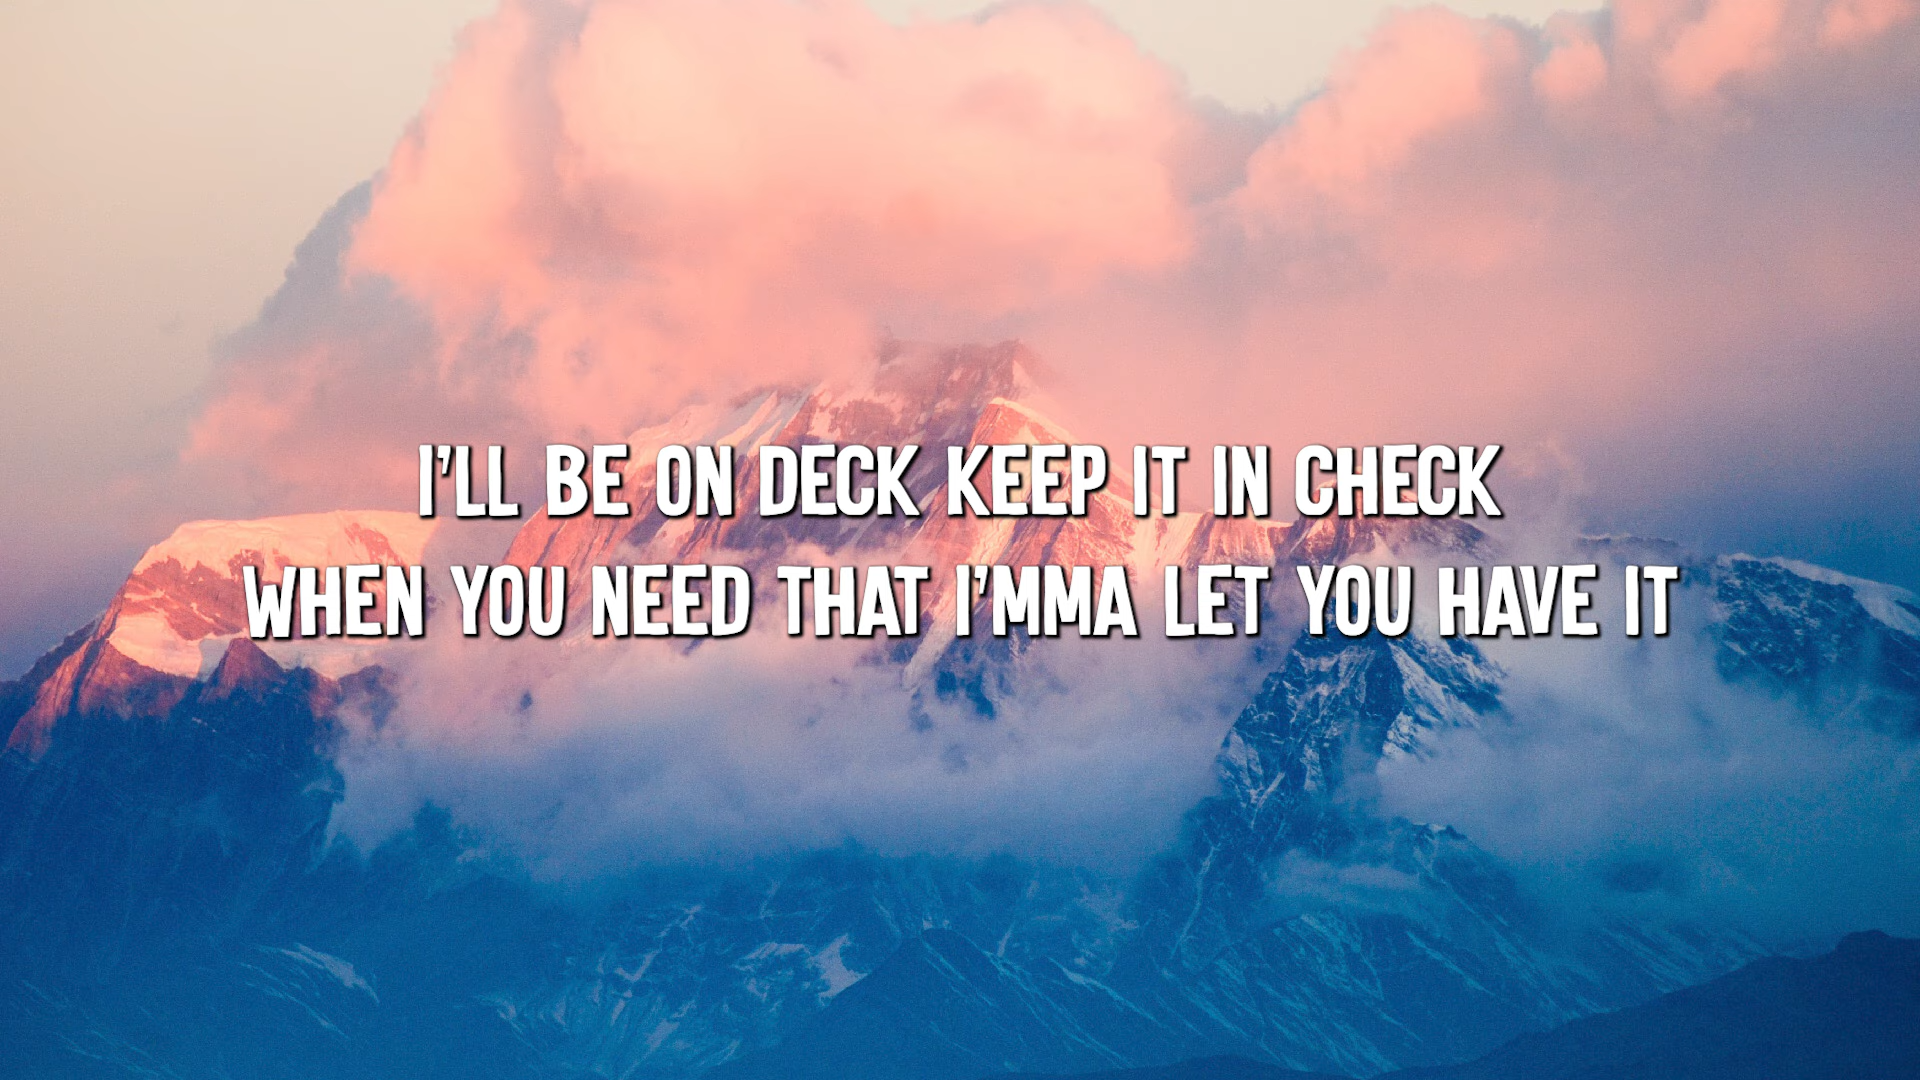 I'LL BE ON DECK KEEP IT IN CHECK
WHEN YOU NEED THAT I'MMA LET YOU HAVE IT